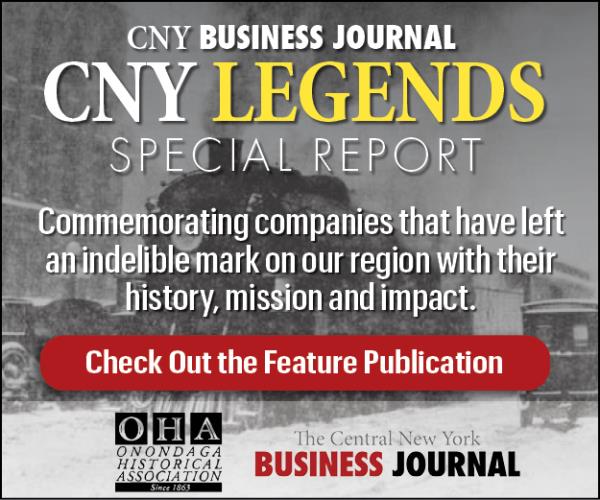 CNY BUSINESS JOURNAL
CNY LEGENDS
SPECIAL REPORT
Commemorating companies that have left
an indelible mark on our region with their
history, mission and impact.
Check Out the Feature Publication
OHA
ONONDAGA
HISTORICAL
ASSOCIATION
Since 1863
The Central New York
BUSINESS JOURNAL